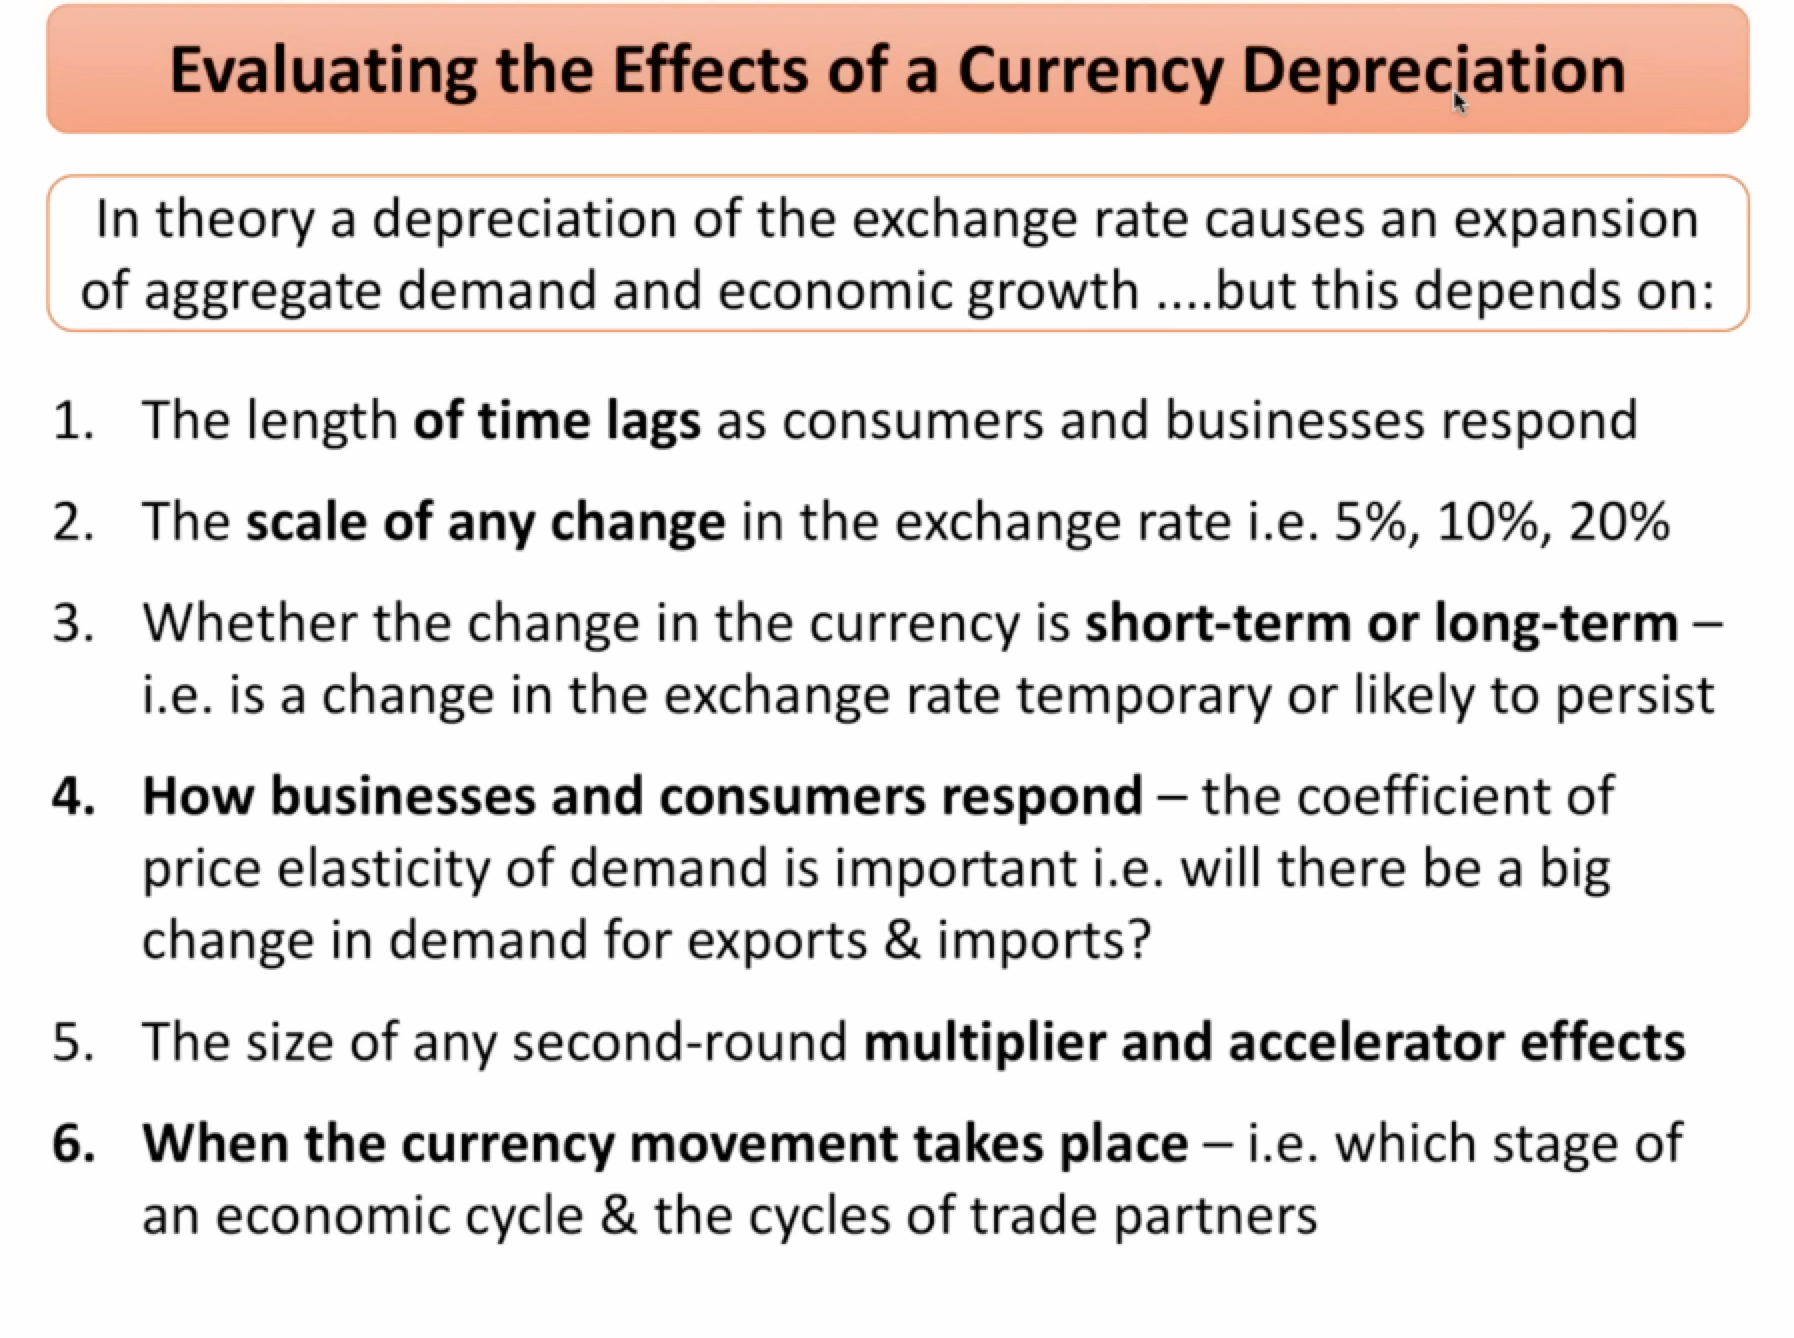 Evaluating the Effects of a Currency Depreciation
In theory a depreciation of the exchange rate causes an expansion
of aggregate demand and economic growth ....but this depends on:
1. The length of time lags as consumers and businesses respond
2. The scale of any change in the exchange rate i.e. 5%, 10%, 20%
3. Whether the change in the currency is short-term or long-term –
i.e. is a change in the exchange rate temporary or likely to persist
4. How businesses and consumers respond – the coefficient of
price elasticity of demand is important i.e. will there be a big
change in demand for exports & imports?
5. The size of any second-round multiplier and accelerator effects
6. When the currency movement takes place – i.e. which stage of
an economic cycle & the cycles of trade partners